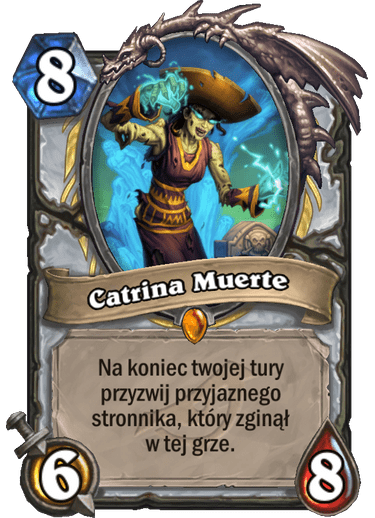 8
Catrina Muerte
Na koniec twojej tury
przyzwij przyjaznego
stronnika, który zginął
w tej grze.
6
8